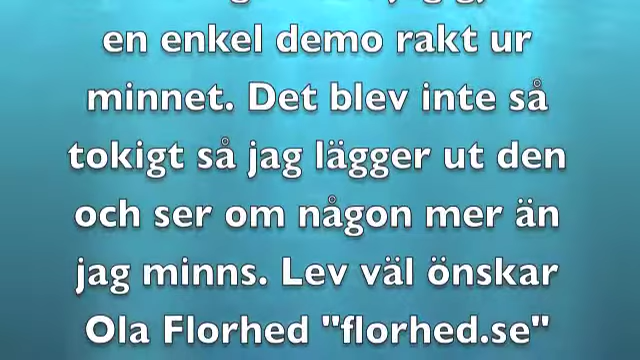 en enkel demo rakt ur
minnet. Det blev inte så
tokigt så jag lägger ut den
och ser om någon mer än
jag minns. Lev väl önskar
Ola Florhed "florhed.se"